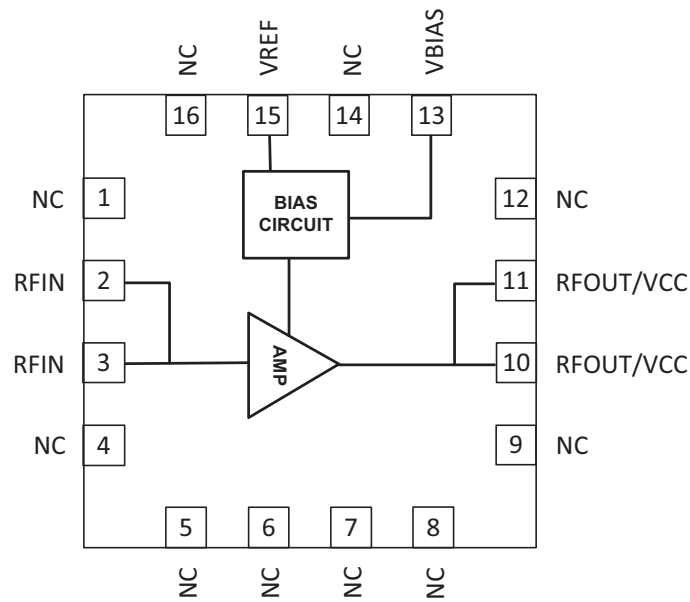 NC
VREF
NC
VBIAS
16
15
14
13
NC
1
BIAS
CIRCUIT
12
NC
RFIN
2
11
RFOUT/VCC
RFIN
3
AMP
10
RFOUT/VCC
NC
4
9
NC
5
6
7
8
NC
NC
NC
NC